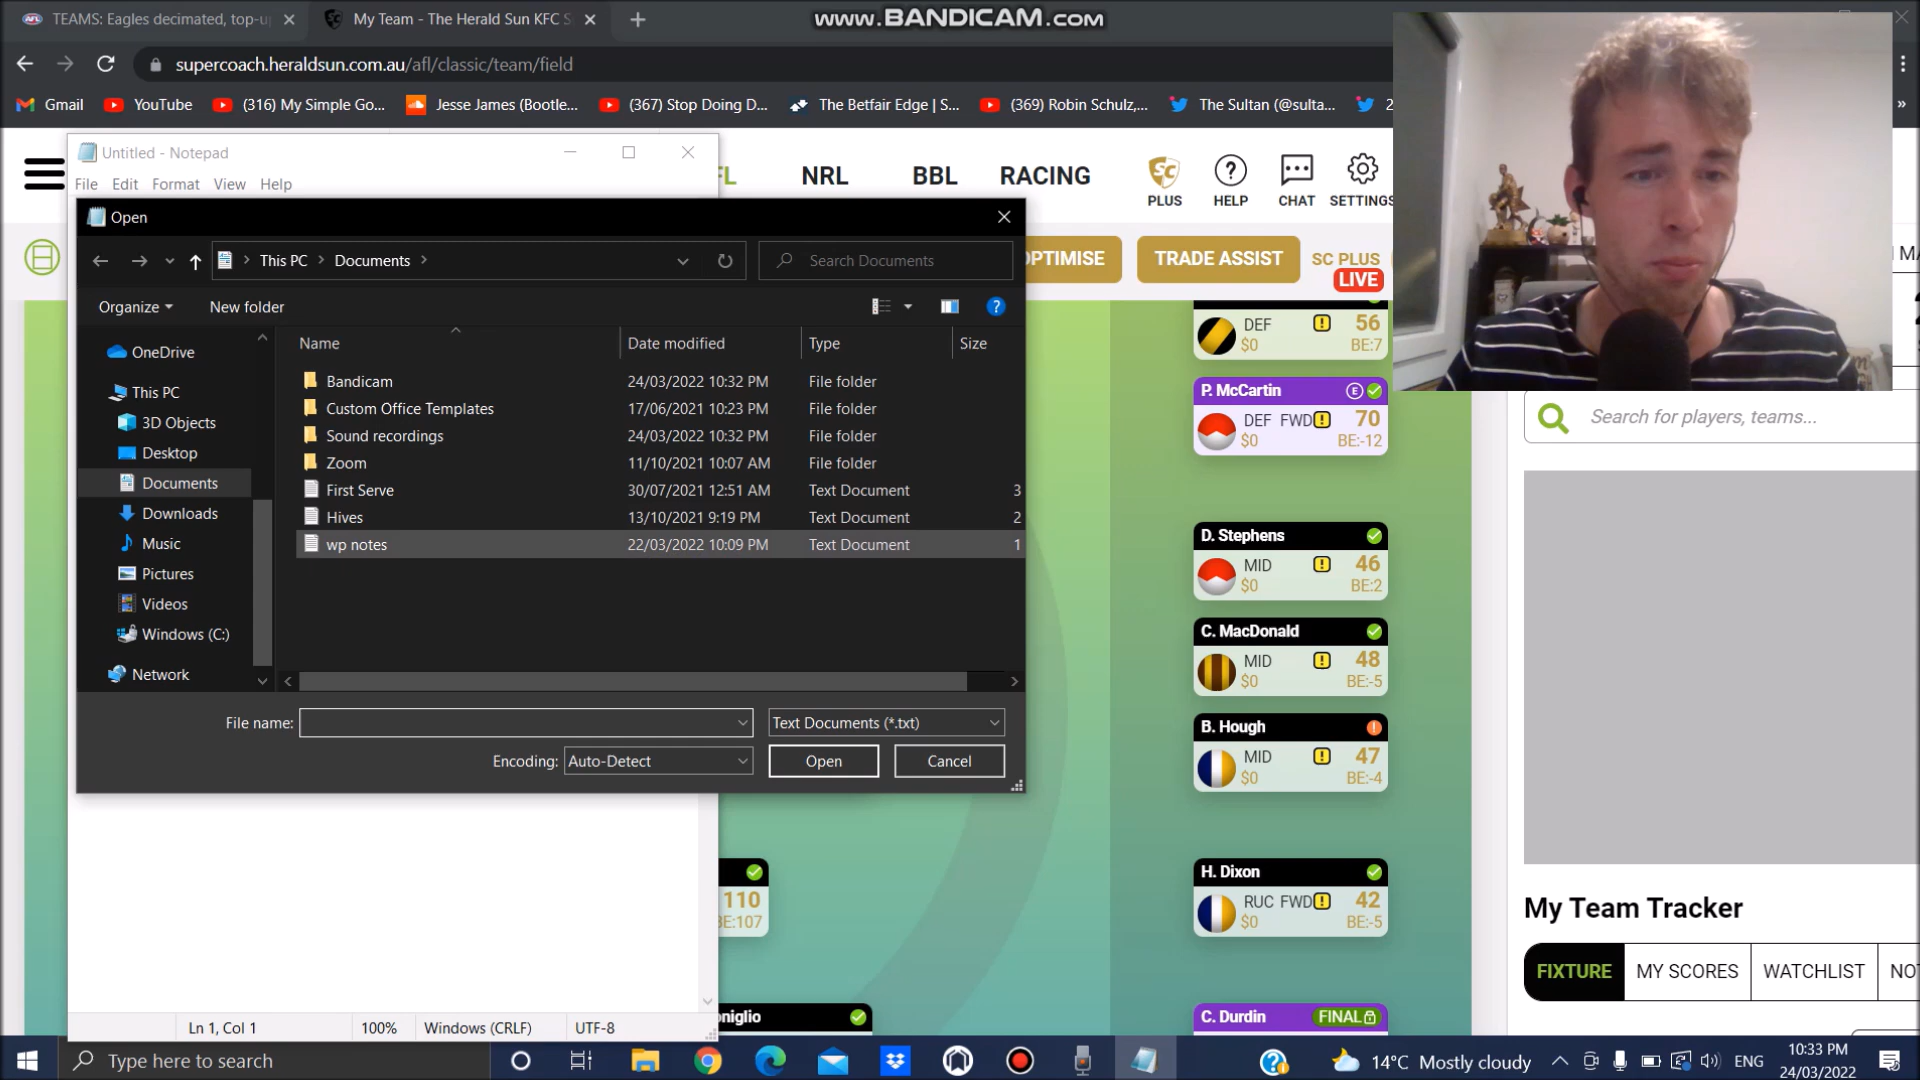 TEAMS: Eagles decimated, top-u
My Team - The Herald Sun KFC S
www.BANDICAM.com
supercoach.heraldsun.com.au/afl/classic/team/field
Gmail
YouTube
(316) My Simple Go...
Jesse James (Bootle...
(367) Stop Doing D...
The Betfair Edge | S...
(369) Robin Schulz,...
The Sultan (@sulta...
2
»
Untitled - Notepad
File Edit Format View Help
FL NRL BBL RACING
PLUS HELP CHAT SETTINGS
SC
Open
This PC > Documents >
Search Documents
OPTIMISE
TRADE ASSIST
SC PLUS
LIVE
Organize
New folder
Name Date modified Type Size
OneDrive
This PC
3D Objects
Desktop
Documents
Downloads
Music
Pictures
Videos
Windows (C:)
Network
Bandicam 24/03/2022 10:32 PM File folder
Custom Office Templates 17/06/2021 10:23 PM File folder
Sound recordings 24/03/2022 10:32 PM File folder
Zoom 11/10/2021 10:07 AM File folder
First Serve 30/07/2021 12:51 AM Text Document 3
Hives 13/10/2021 9:19 PM Text Document 2
wp notes 22/03/2022 10:09 PM Text Document 1
File name:
Text Documents (*.txt)
Encoding: Auto-Detect
Open
Cancel
DEF 56
$0 BE:7
P. McCartin E
DEF FWD 70
$0 BE:-12
D. Stephens
MID 46
$0 BE:2
C. MacDonald
MID 48
$0 BE:-5
B. Hough
MID 47
$0 BE:-4
H. Dixon
RUC FWD 42
$0 BE:-5
C. Durdin FINAL
110
BE:107
oniglio
Search for players, teams...
My Team Tracker
FIXTURE MY SCORES WATCHLIST NO
Ln 1, Col 1
100%
Windows (CRLF)
UTF-8
Type here to search
14°C Mostly cloudy
ENG
10:33 PM
24/03/2022